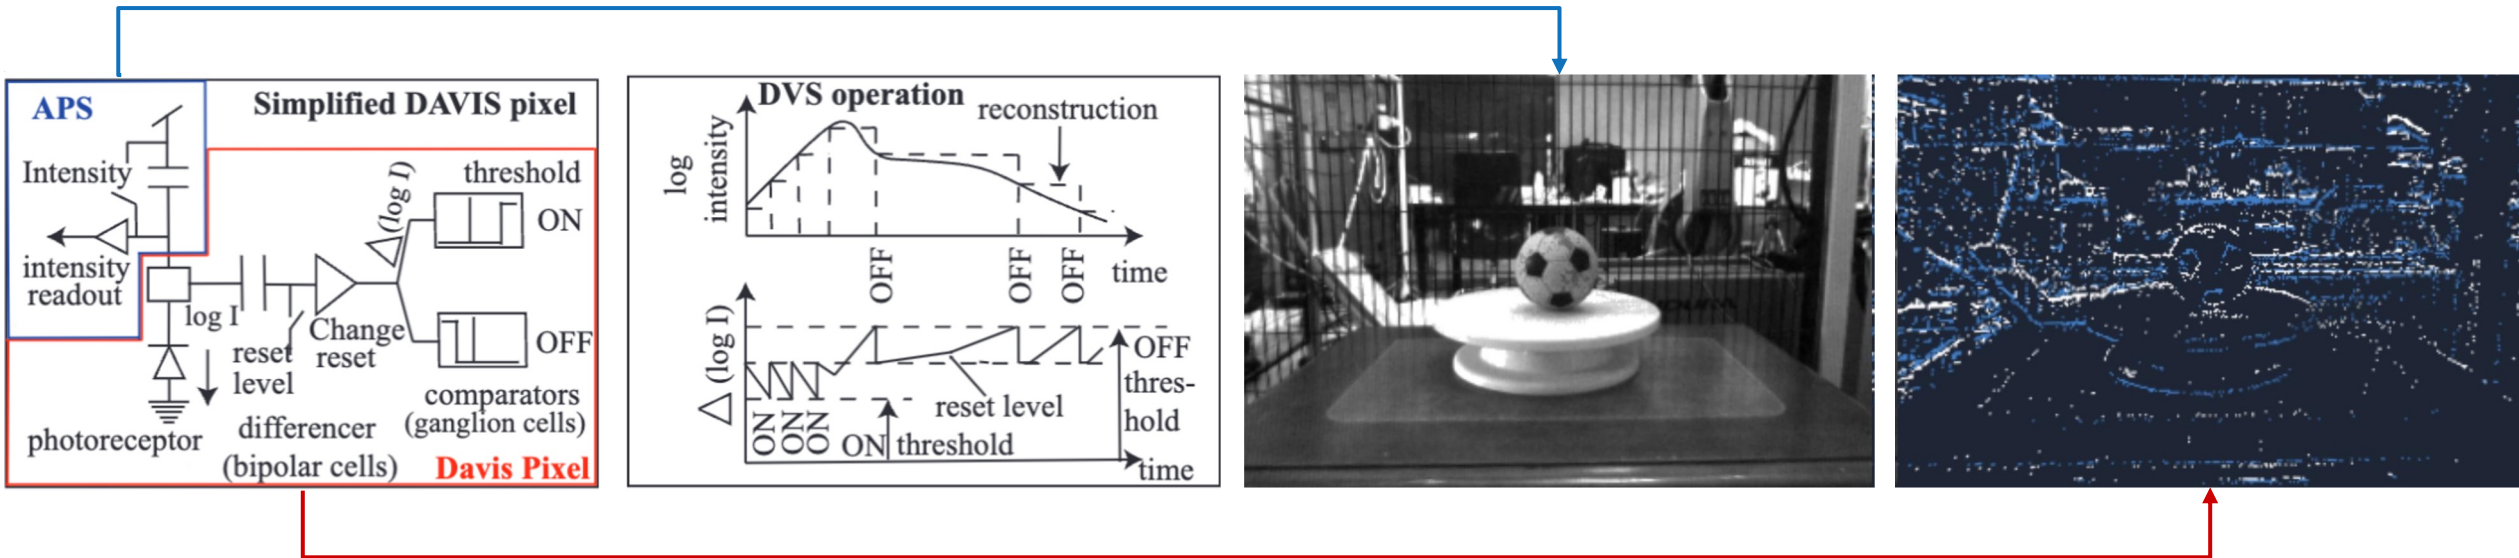 APS
Simplified DAVIS pixel
Intensity
intensity
readout
log I
reset
level
Change
reset
△(log I)
threshold
ON
OFF
photoreceptor
differencer
(bipolar cells)
comparators
(ganglion cells)
Davis Pixel
DVS operation
log
intensity
reconstruction
OFF
OFF
OFF
time
△ (log I)
ON
ON
ON
ON threshold
reset level
OFF
thres-
hold
time